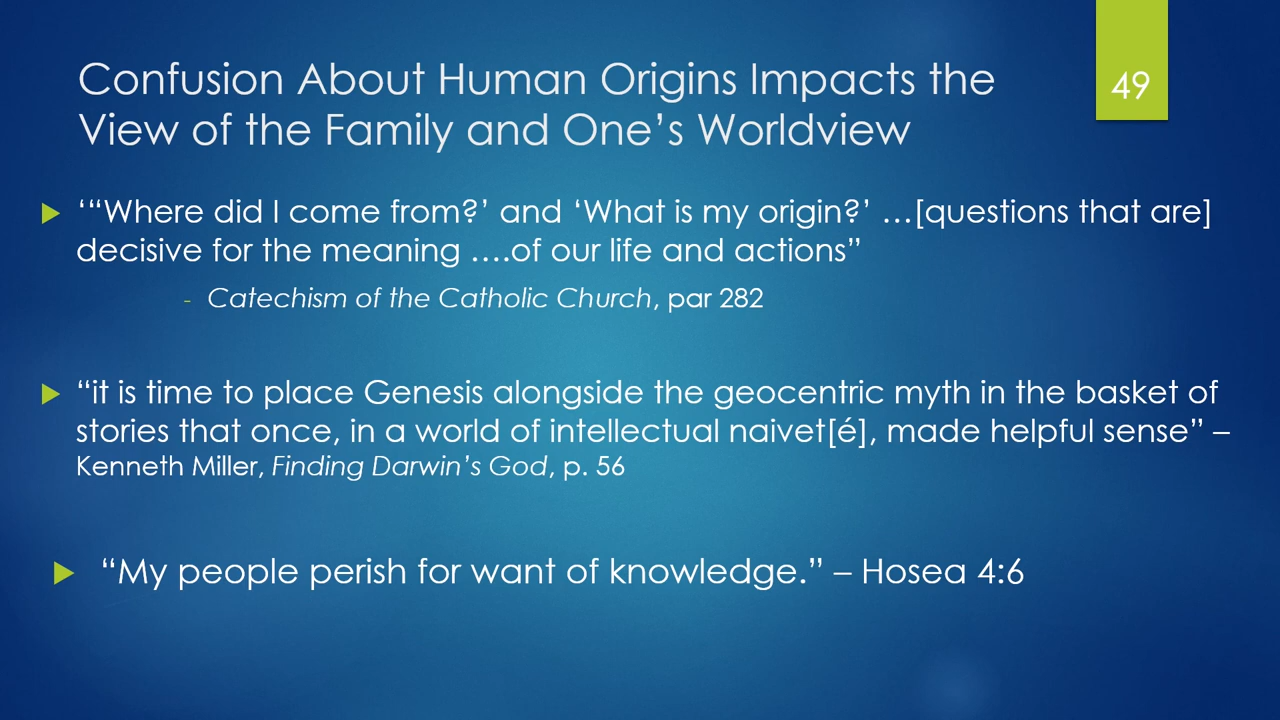 Confusion About Human Origins Impacts the
View of the Family and One’s Worldview
49
‘“Where did I come from?’ and ‘What is my origin?’ …[questions that are]
decisive for the meaning ….of our life and actions”
- Catechism of the Catholic Church, par 282
“it is time to place Genesis alongside the geocentric myth in the basket of
stories that once, in a world of intellectual naivet[é], made helpful sense” –
Kenneth Miller, Finding Darwin’s God, p. 56
“My people perish for want of knowledge.” – Hosea 4:6